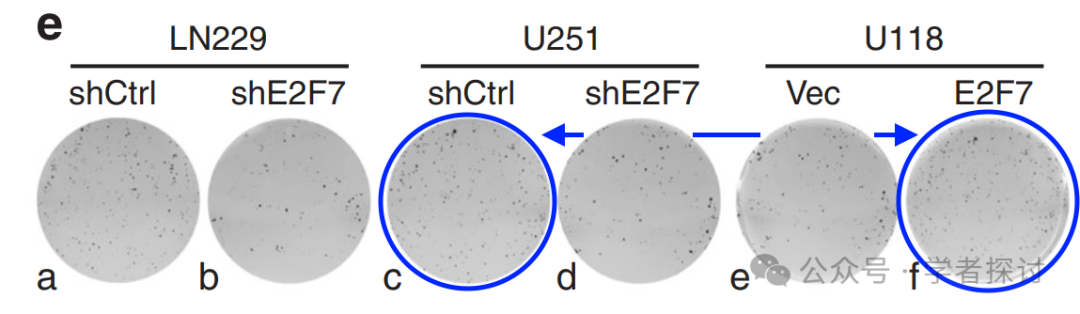 e
LN229 U251 U118
shCtrl shE2F7 shCtrl shE2F7 Vec E2F7
a b c d e f
公众号 · 学者探讨